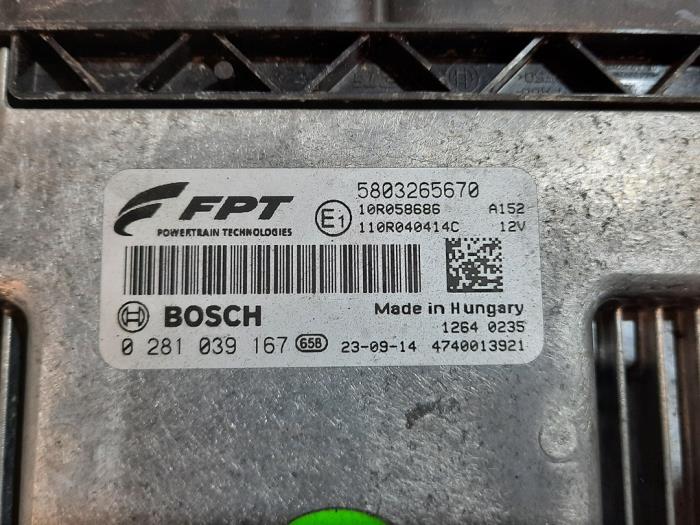 FPT
POWERTRAIN TECHNOLOGIES
5803265670
E1
10R058686 A152
110R040414C 12V
BOSCH
Made in Hungary
1264 0235
0 281 039 167 65B 23-09-14 4740013921